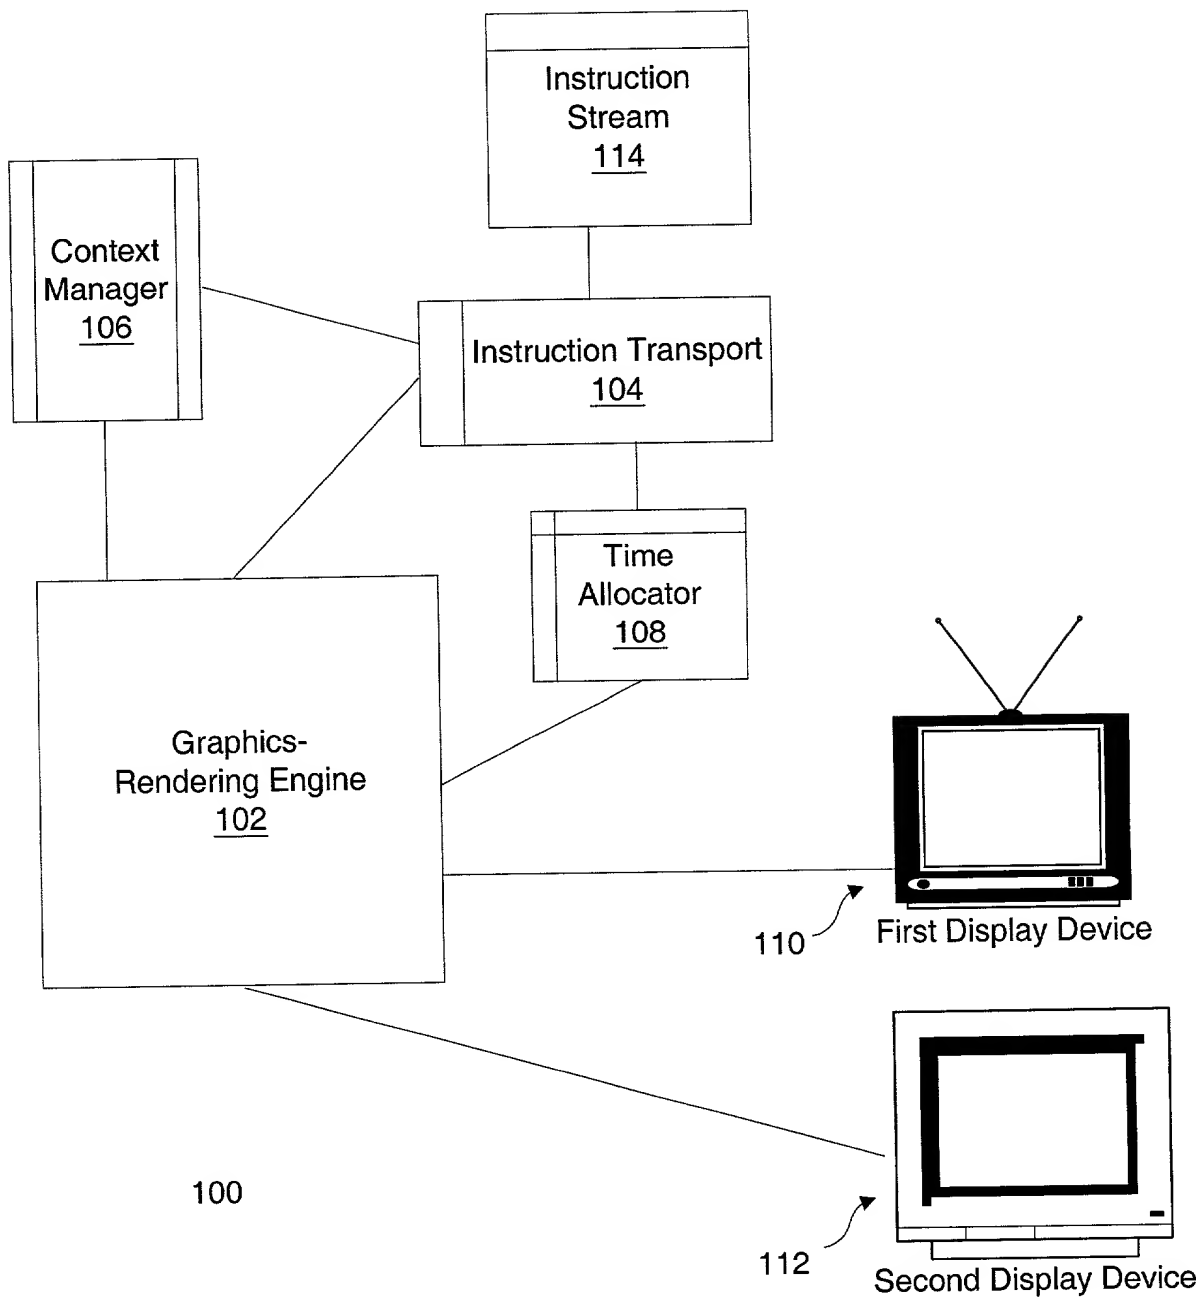 Instruction
Stream
114
Context
Manager
106
Instruction Transport
104
Time
Allocator
108
Graphics-
Rendering Engine
102
110
First Display Device
100
112
Second Display Device